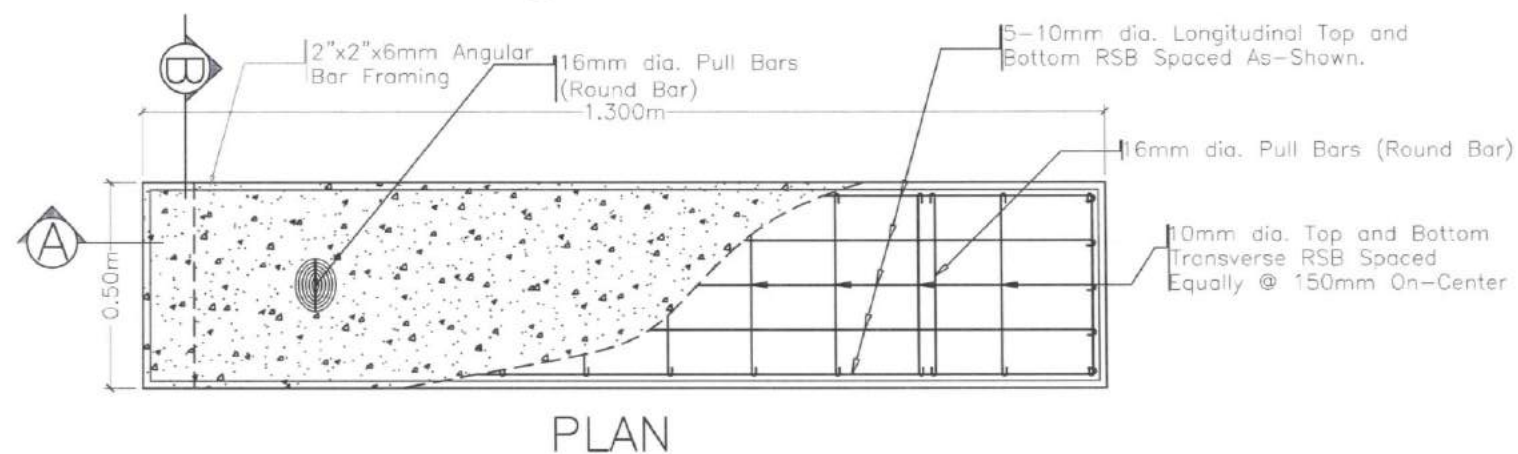 B
2"x2"x6mm Angular
Bar Framing
16mm dia. Pull Bars
(Round Bar)
5-10mm dia. Longitudinal Top and
Bottom RSB Spaced As-Shown.
1.300m
16mm dia. Pull Bars (Round Bar)
A
0.50m
10mm dia. Top and Bottom
Transverse RSB Spaced
Equally @ 150mm On-Center
PLAN